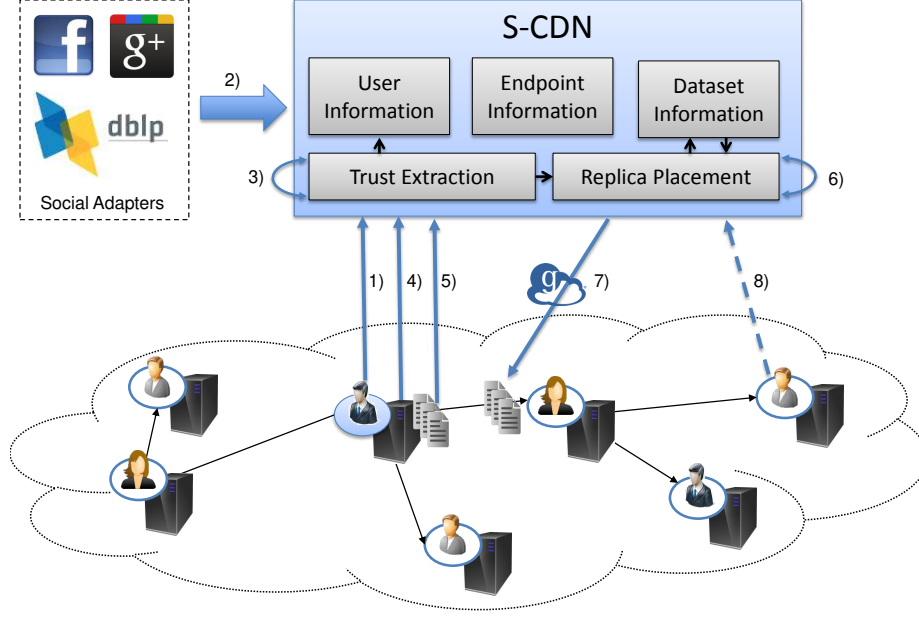 S-CDN
f
g+
dblp
Social Adapters
2)
User
Information
Endpoint
Information
Dataset
Information
3)
Trust Extraction
Replica Placement
6)
1)
4)
5)
g
7)
8)